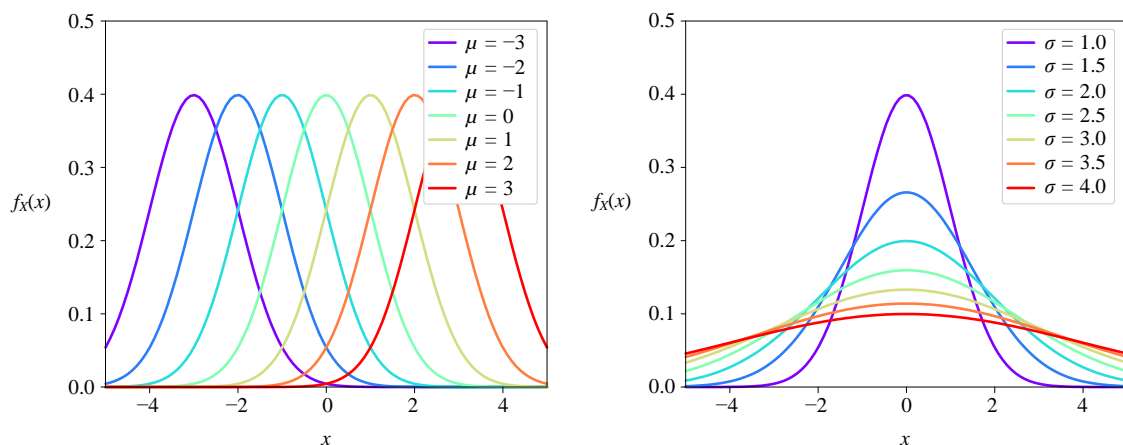 0.5
0.4
0.3
0.2
0.1
0.0
f_X(x)
−4
−2
0
2
4
x
μ = −3
μ = −2
μ = −1
μ = 0
μ = 1
μ = 2
μ = 3
0.5
0.4
0.3
0.2
0.1
0.0
f_X(x)
−4
−2
0
2
4
x
σ = 1.0
σ = 1.5
σ = 2.0
σ = 2.5
σ = 3.0
σ = 3.5
σ = 4.0